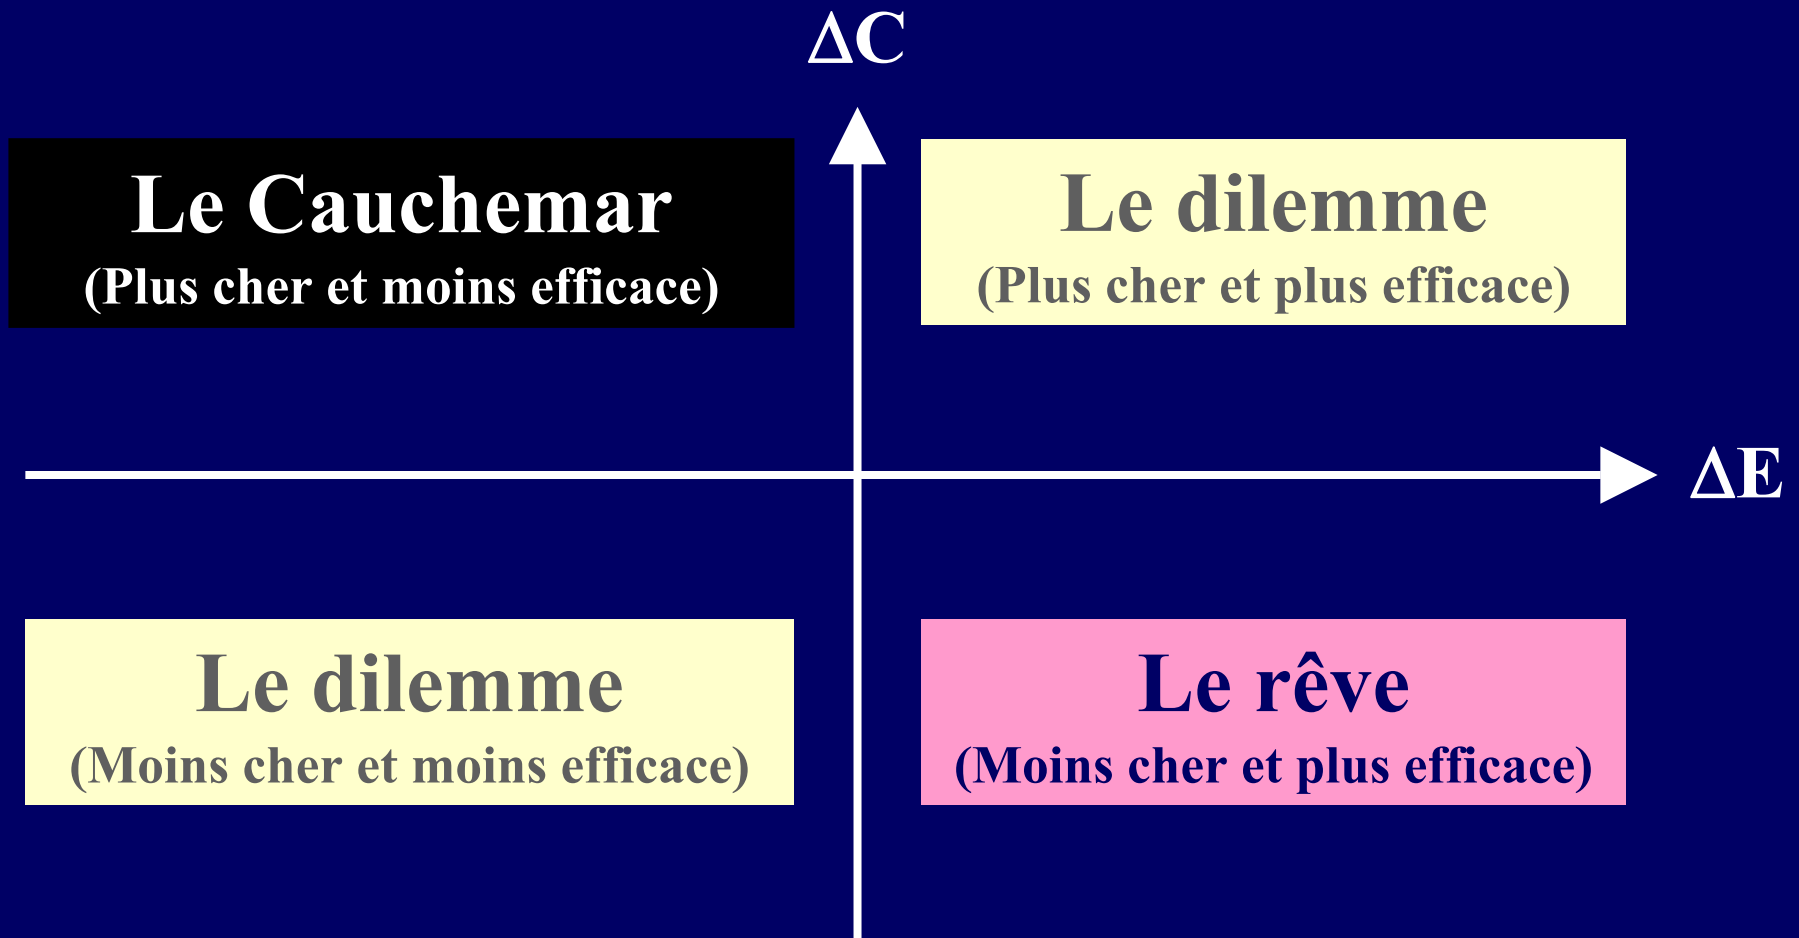 ΔC
Le Cauchemar
(Plus cher et moins efficace)
Le dilemme
(Plus cher et plus efficace)
ΔE
Le dilemme
(Moins cher et moins efficace)
Le rêve
(Moins cher et plus efficace)